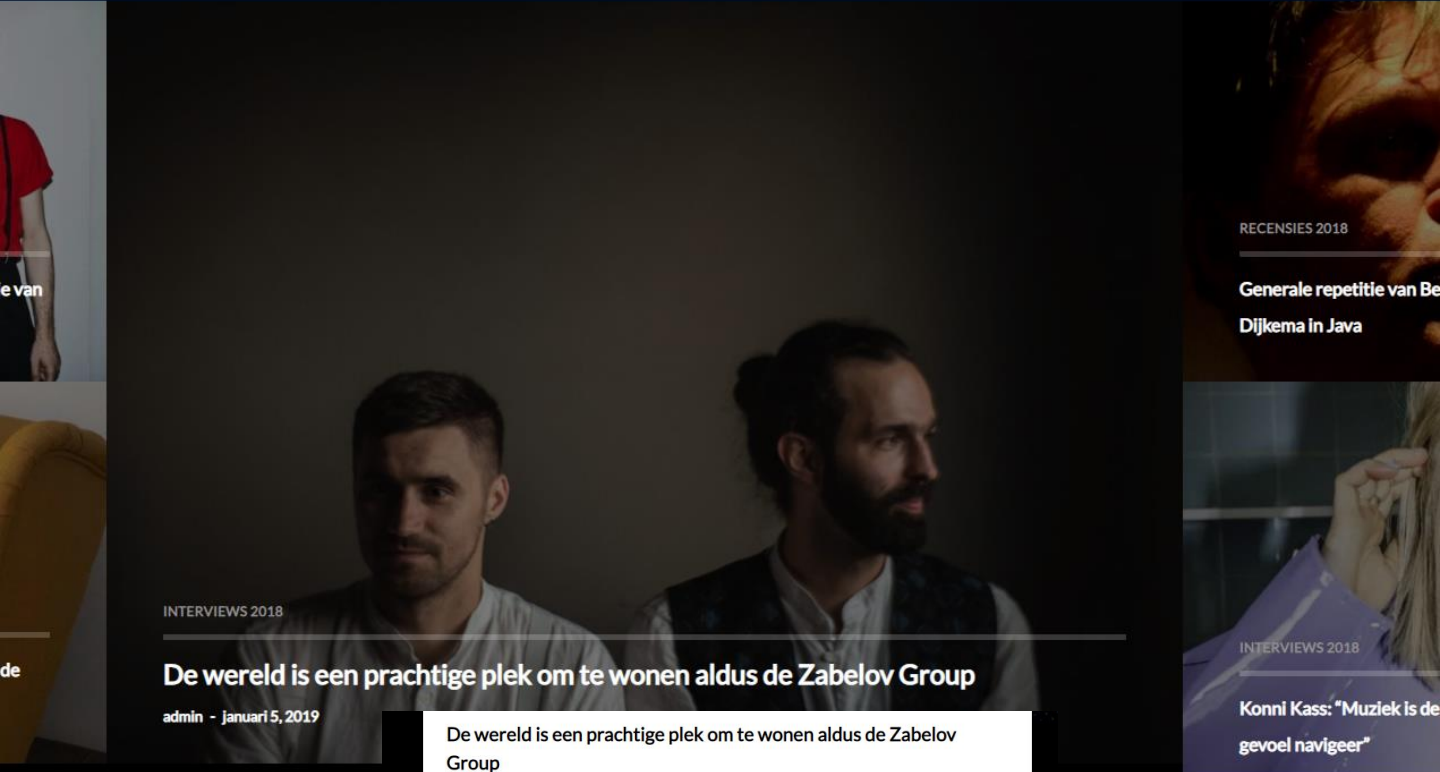 e van
de
INTERVIEWS 2018
De wereld is een prachtige plek om te wonen aldus de Zabelov Group
admin - januari 5, 2019
De wereld is een prachtige plek om te wonen aldus de Zabelov
Group
RECENSIES 2018
Generale repetitie van Be
Dijkema in Java
INTERVIEWS 2018
Konni Kass: “Muziek is de
gevoel navigeer”